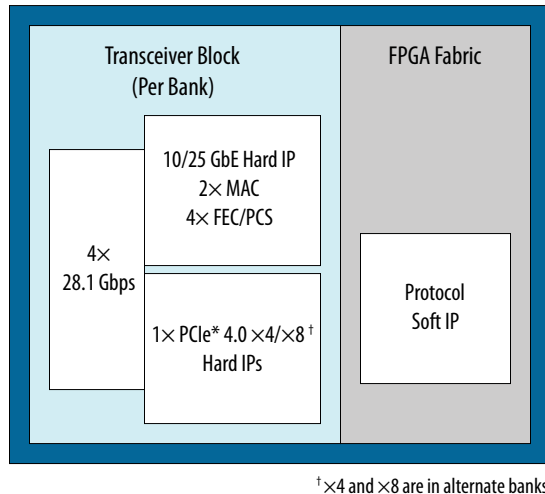 Transceiver Block
(Per Bank)
FPGA Fabric
10/25 GbE Hard IP
2× MAC
4× FEC/PCS
4×
28.1 Gbps
1× PCIe* 4.0 ×4/×8 †
Hard IPs
Protocol
Soft IP
† ×4 and ×8 are in alternate banks